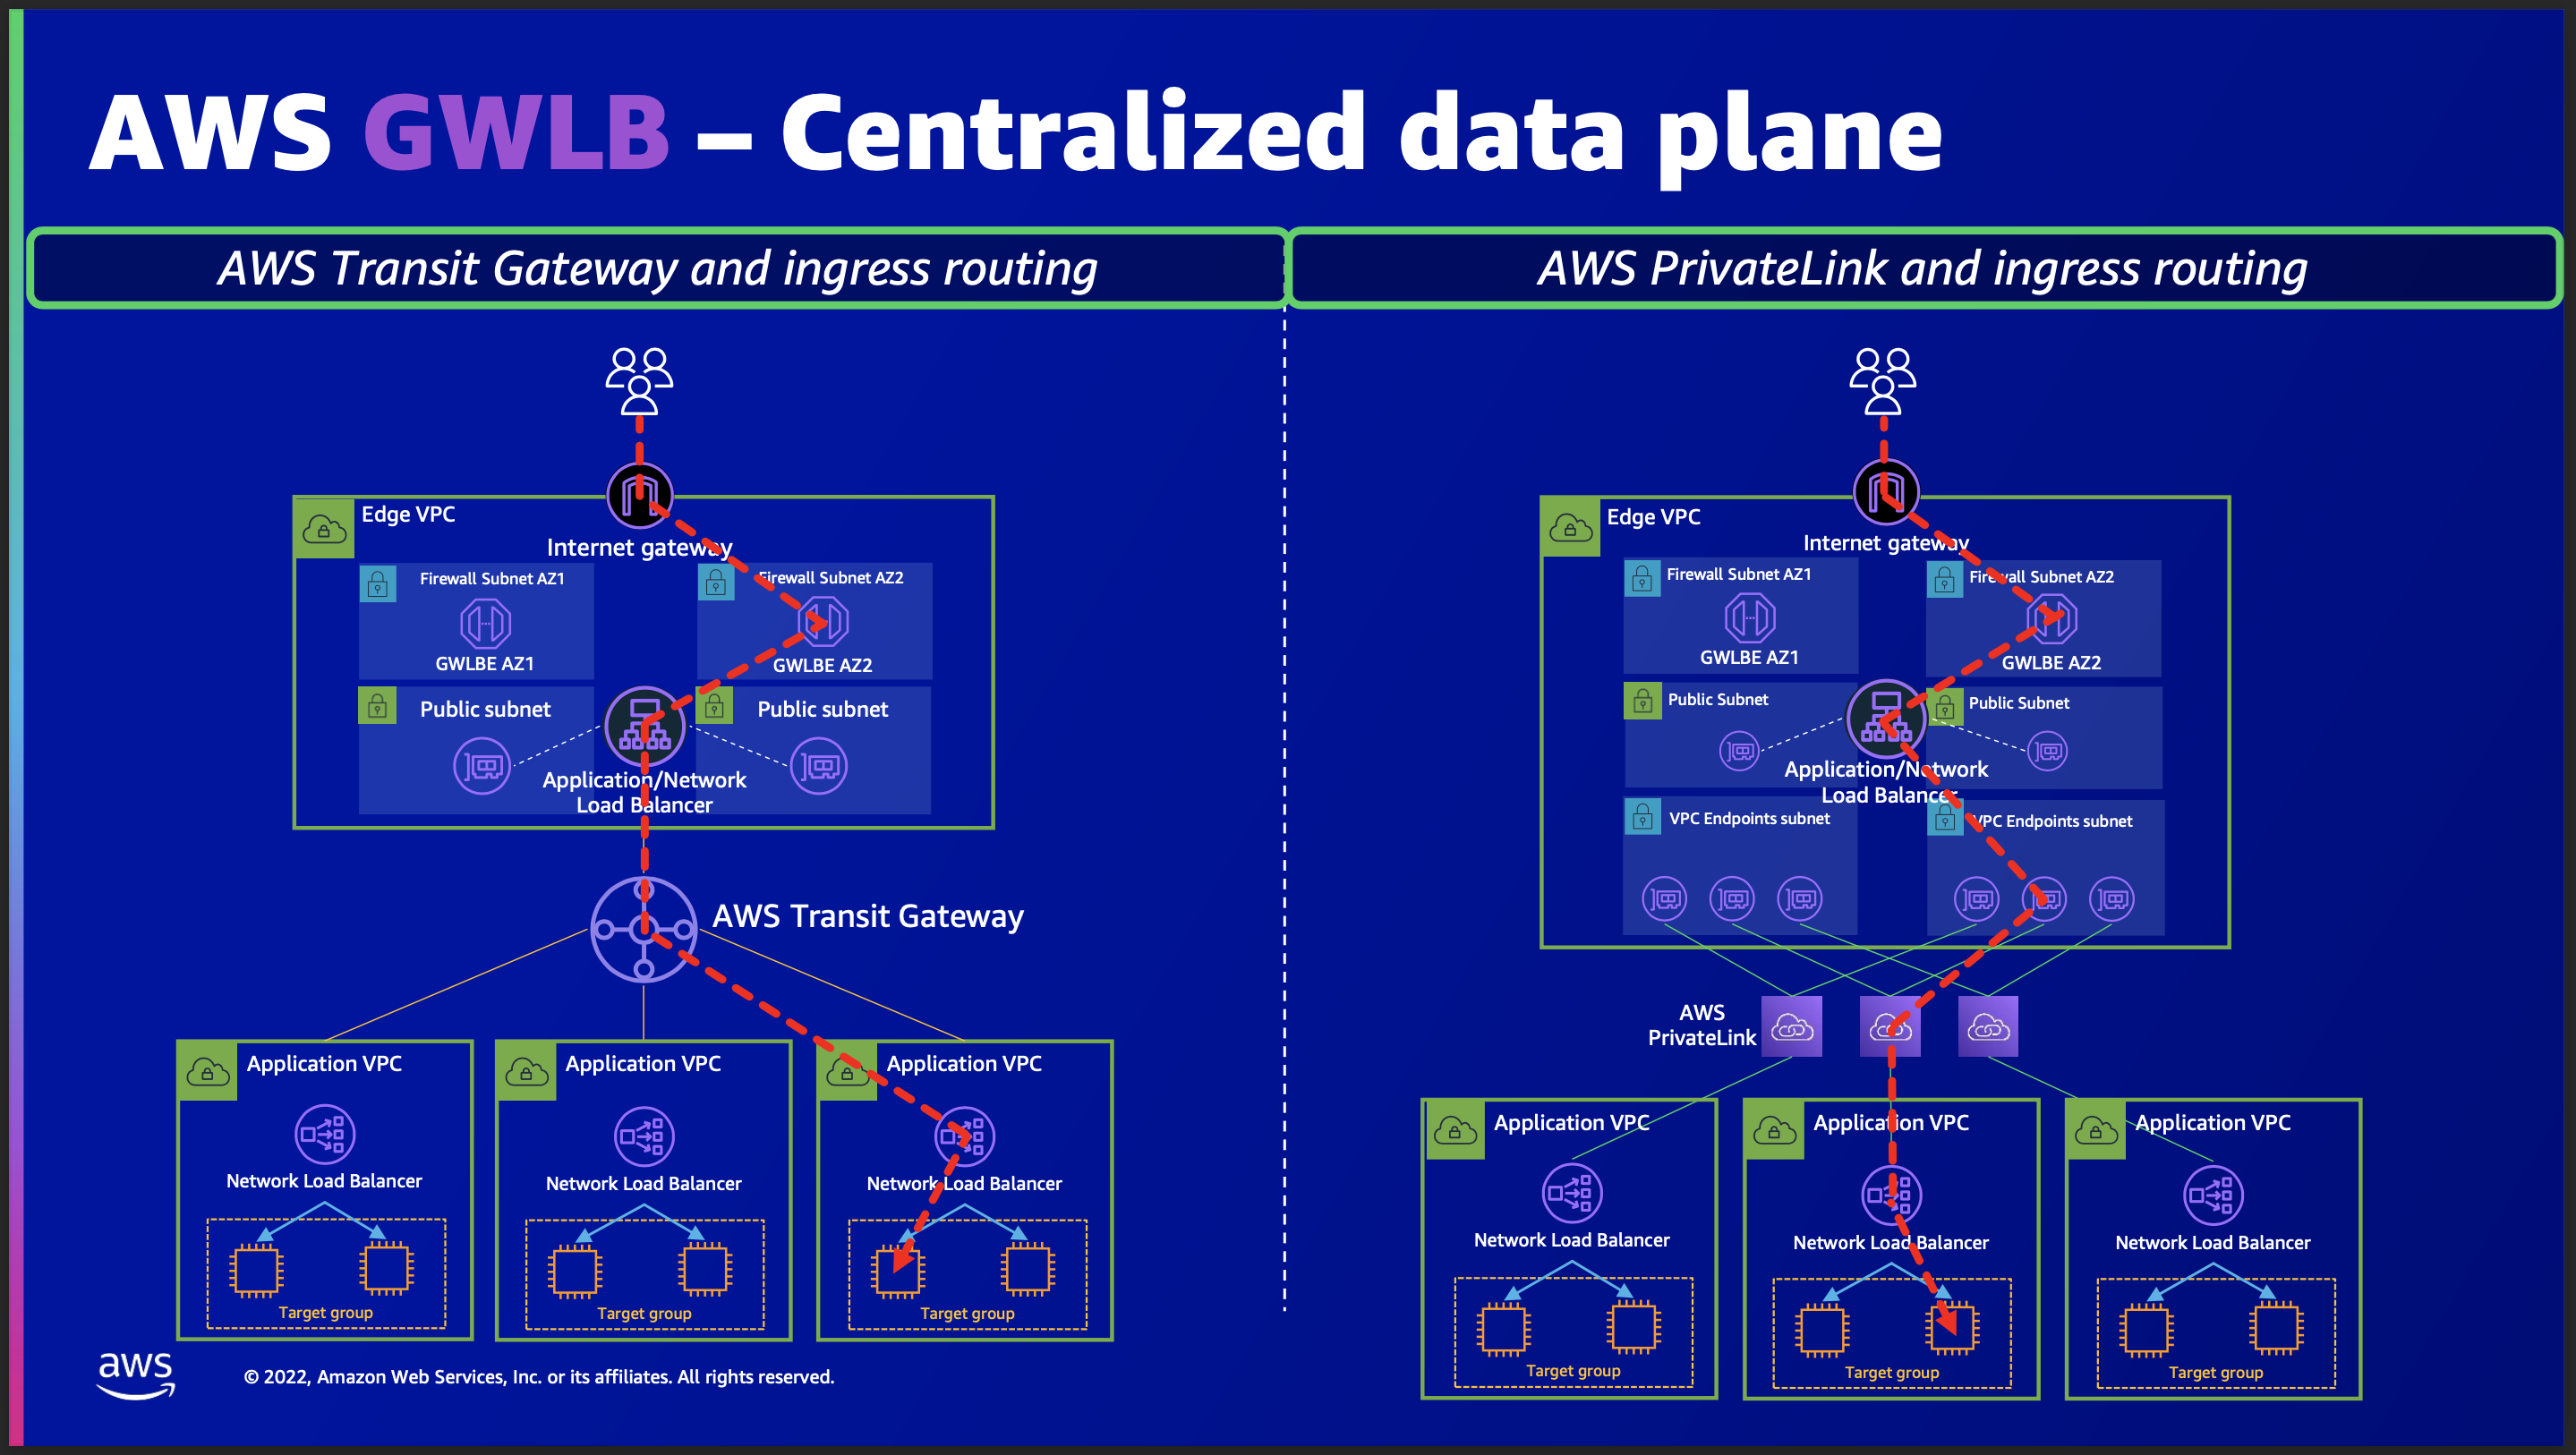 AWS GWLB – Centralized data plane
AWS Transit Gateway and ingress routing
Edge VPC
Internet gateway
Firewall Subnet AZ1
GWLBE AZ1
Firewall Subnet AZ2
GWLBE AZ2
Public subnet
Public subnet
Application/Network
Load Balancer
AWS Transit Gateway
Application VPC
Network Load Balancer
Target group
Application VPC
Network Load Balancer
Target group
Application VPC
Network Load Balancer
Target group
AWS PrivateLink and ingress routing
Edge VPC
Internet gateway
Firewall Subnet AZ1
GWLBE AZ1
Firewall Subnet AZ2
GWLBE AZ2
Public Subnet
Public Subnet
Application/Network
Load Balancer
VPC Endpoints subnet
VPC Endpoints subnet
AWS
PrivateLink
Application VPC
Network Load Balancer
Target group
Application VPC
Network Load Balancer
Target group
Application VPC
Network Load Balancer
Target group
aws
© 2022, Amazon Web Services, Inc. or its affiliates. All rights reserved.